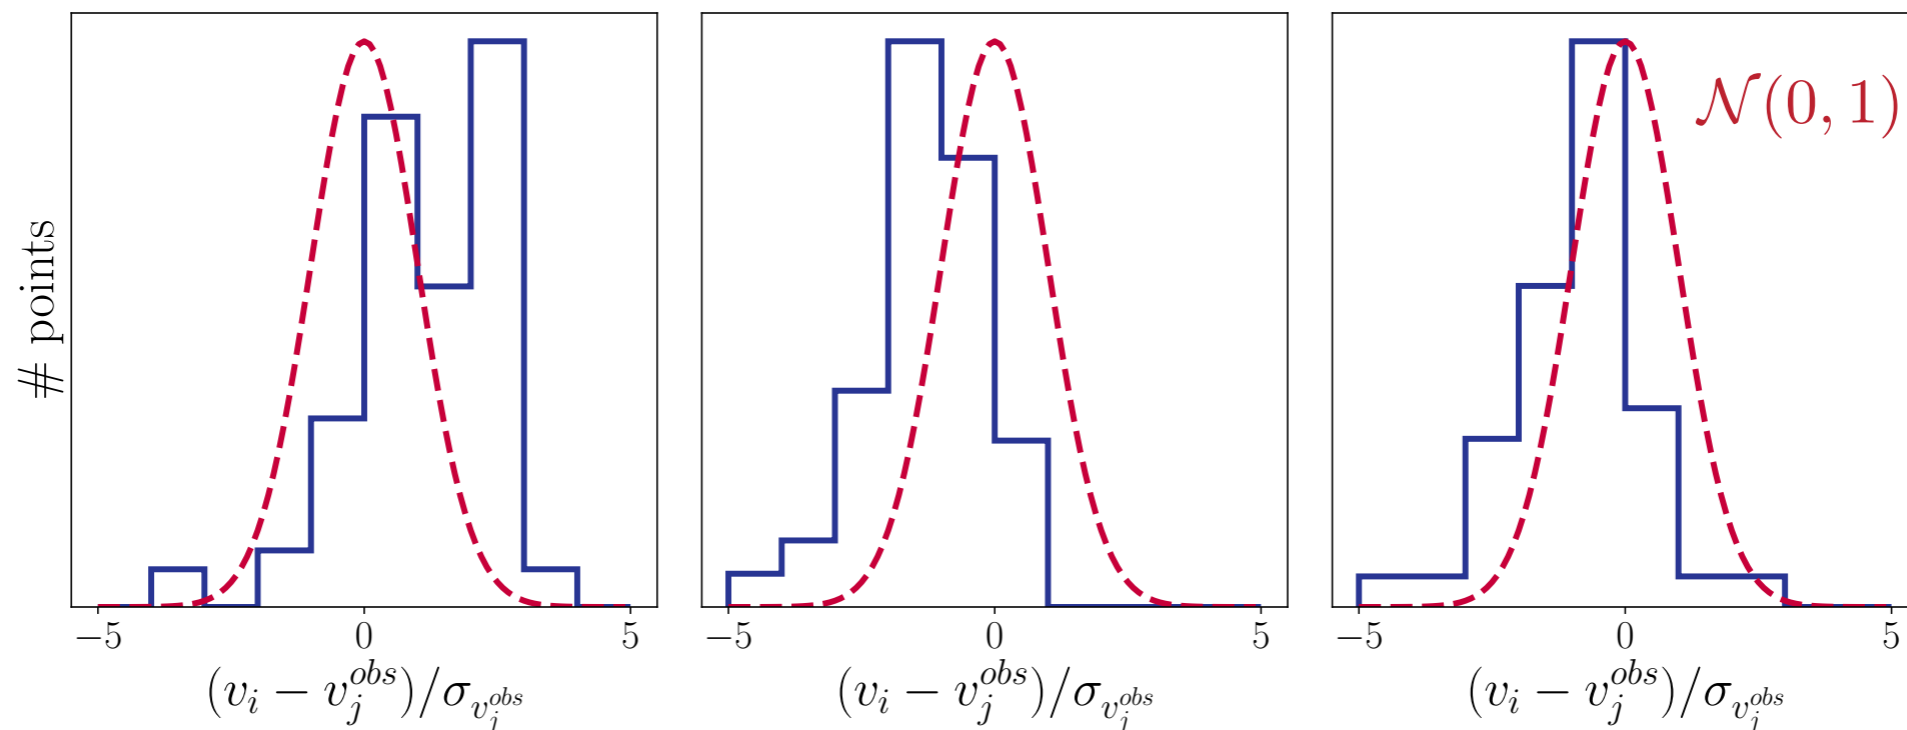 𝒩(0, 1)
# points
−5 0 5
−5 0 5
−5 0 5
(v_i − v_j^{obs})/σ_{v_j^{obs}}
(v_i − v_j^{obs})/σ_{v_j^{obs}}
(v_i − v_j^{obs})/σ_{v_j^{obs}}